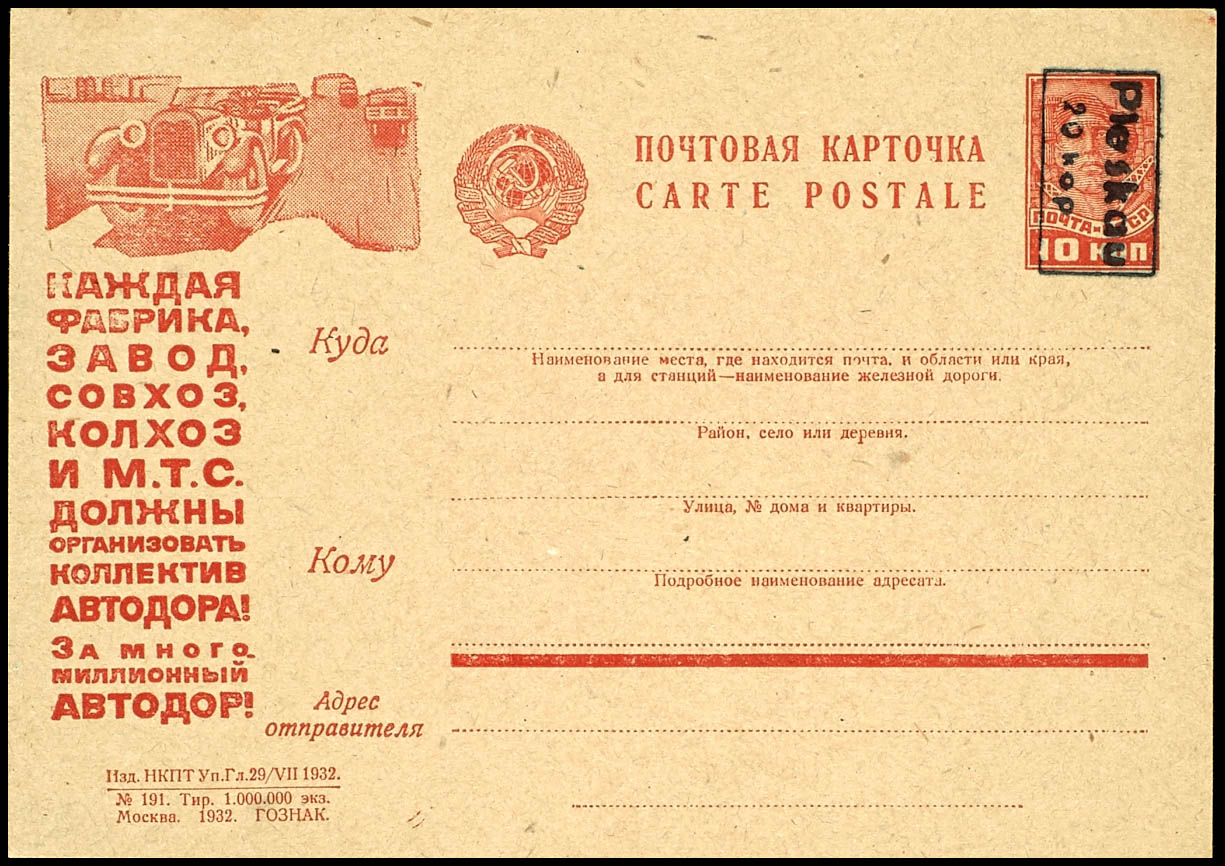 ПОЧТОВАЯ КАРТОЧКА
CARTE POSTALE
Pleskau
20 кор
ПОЧТА СССР
10 КОП
КАЖДАЯ
ФАБРИКА,
ЗАВОД,
СОВХОЗ,
КОЛХОЗ
И М.Т.С.
ДОЛЖНЫ
ОРГАНИЗОВАТЬ
КОЛЛЕКТИВ
АВТОДОРА!
ЗА МНОГО-
МИЛЛИОННЫЙ
АВТОДОР!
Куда
Наименование места, где находится почта, и области или края,
а для станций—наименование железной дороги.
Район, село или деревня.
Улица, № дома и квартиры.
Кому
Подробное наименование адресата.
Адрес
отправителя
Изд. НКПТ Уп.Гл.29/VII 1932.
№ 191. Тир. 1.000.000 экз.
Москва. 1932. ГОЗНАК.